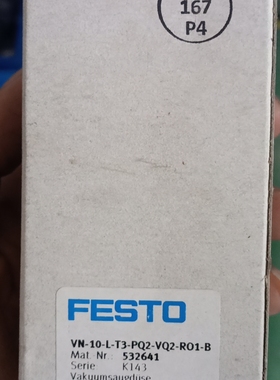 167
P4
FESTO
VN-10-L-T3-PQ2-VQ2-RO1-B
Mat. Nr.: 532641
Serie K143
Vakuumsaugdüse